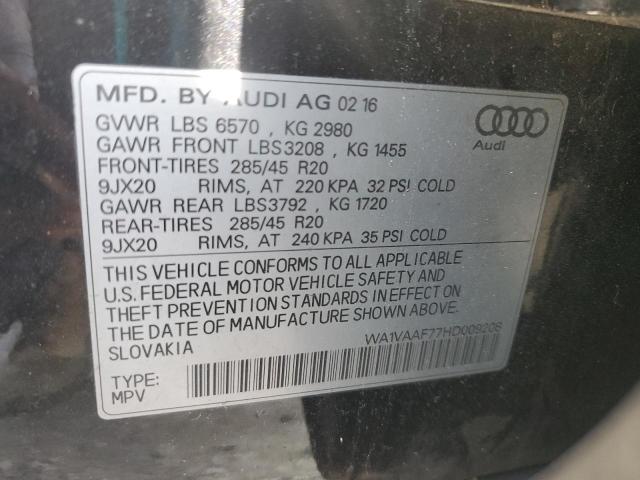 MFD. BY AUDI AG 02 16
GVWR LBS 6570 , KG 2980
GAWR FRONT LBS3208 , KG 1455
FRONT-TIRES 285/45 R20
9JX20 RIMS, AT 220 KPA 32 PSI COLD
GAWR REAR LBS3792 , KG 1720
REAR-TIRES 285/45 R20
9JX20 RIMS, AT 240 KPA 35 PSI COLD
Audi
THIS VEHICLE CONFORMS TO ALL APPLICABLE
U.S. FEDERAL MOTOR VEHICLE SAFETY AND
THEFT PREVENTION STANDARDS IN EFFECT ON
THE DATE OF MANUFACTURE SHOWN ABOVE.
SLOVAKIA
WA1VAAF77HD009206
TYPE:
MPV